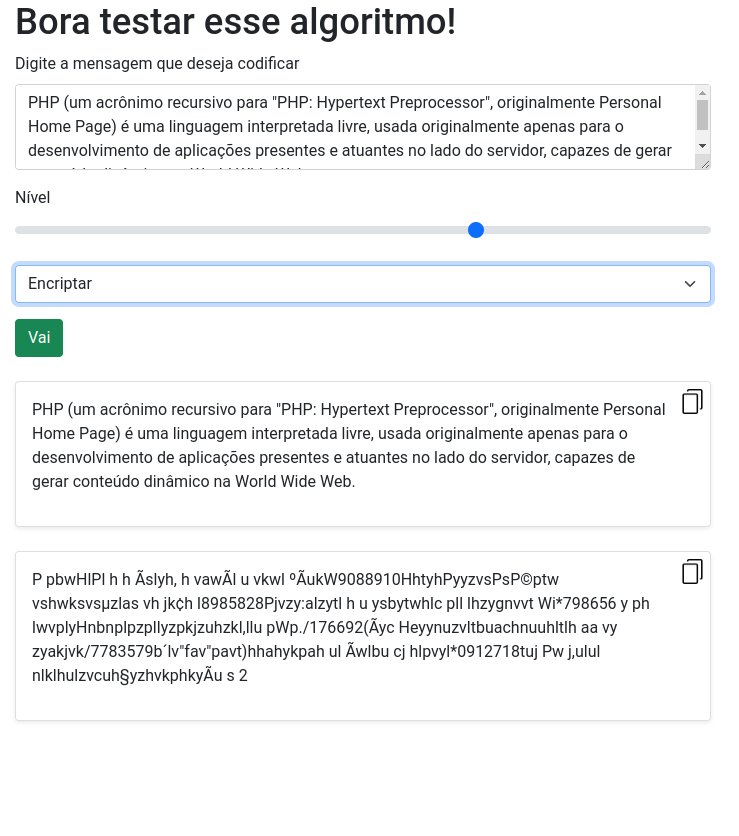 Bora testar esse algoritmo!
Digite a mensagem que deseja codificar
PHP (um acrônimo recursivo para "PHP: Hypertext Preprocessor", originalmente Personal
Home Page) é uma linguagem interpretada livre, usada originalmente apenas para o
desenvolvimento de aplicações presentes e atuantes no lado do servidor, capazes de gerar
Nível
Encriptar
Vai
PHP (um acrônimo recursivo para "PHP: Hypertext Preprocessor", originalmente Personal
Home Page) é uma linguagem interpretada livre, usada originalmente apenas para o
desenvolvimento de aplicações presentes e atuantes no lado do servidor, capazes de
gerar conteúdo dinâmico na World Wide Web.
P pbwHIPI h h Ãslyh, h vawÃl u vkwl ºÃukW9088910HhtyhPyyzvsPsP©ptw
vshwksvsµzlas vh jk¢h l8985828Pjvzy:alzytl h u ysbytwhlc pll lhzygnvvt Wi*798656 y ph
lwvplyHnbnplpzpllyzpkjzuhzkl,llu pWp./176692(Ãyc Heyynuzvltbuachnuuhltlh aa vy
zyakjvk/7783579b´lv"fav"pavt)hhahykpah ul Ãwlbu cj hlpvyl*0912718tuj Pw j,ulul
nlklhulzvcuh§yzhvkphkyÃu s 2